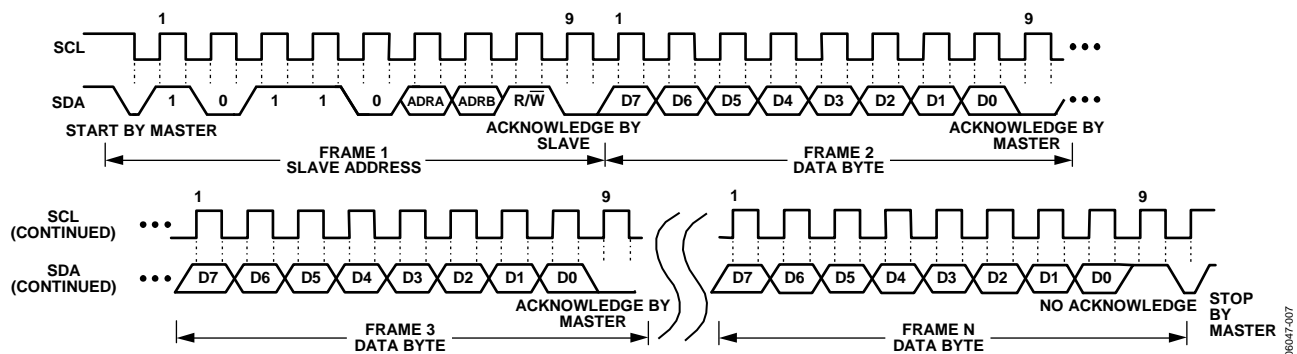 1 9 1 9
SCL
SDA 1 0 1 1 0 ADRA ADRB R/W̅ D7 D6 D5 D4 D3 D2 D1 D0
START BY MASTER
ACKNOWLEDGE BY
SLAVE
ACKNOWLEDGE BY
MASTER
FRAME 1
SLAVE ADDRESS
FRAME 2
DATA BYTE
1 9 1 9
SCL
(CONTINUED)
SDA
(CONTINUED)
D7 D6 D5 D4 D3 D2 D1 D0 D7 D6 D5 D4 D3 D2 D1 D0
ACKNOWLEDGE BY
MASTER
NO ACKNOWLEDGE
STOP
BY
MASTER
FRAME 3
DATA BYTE
FRAME N
DATA BYTE
06047-007